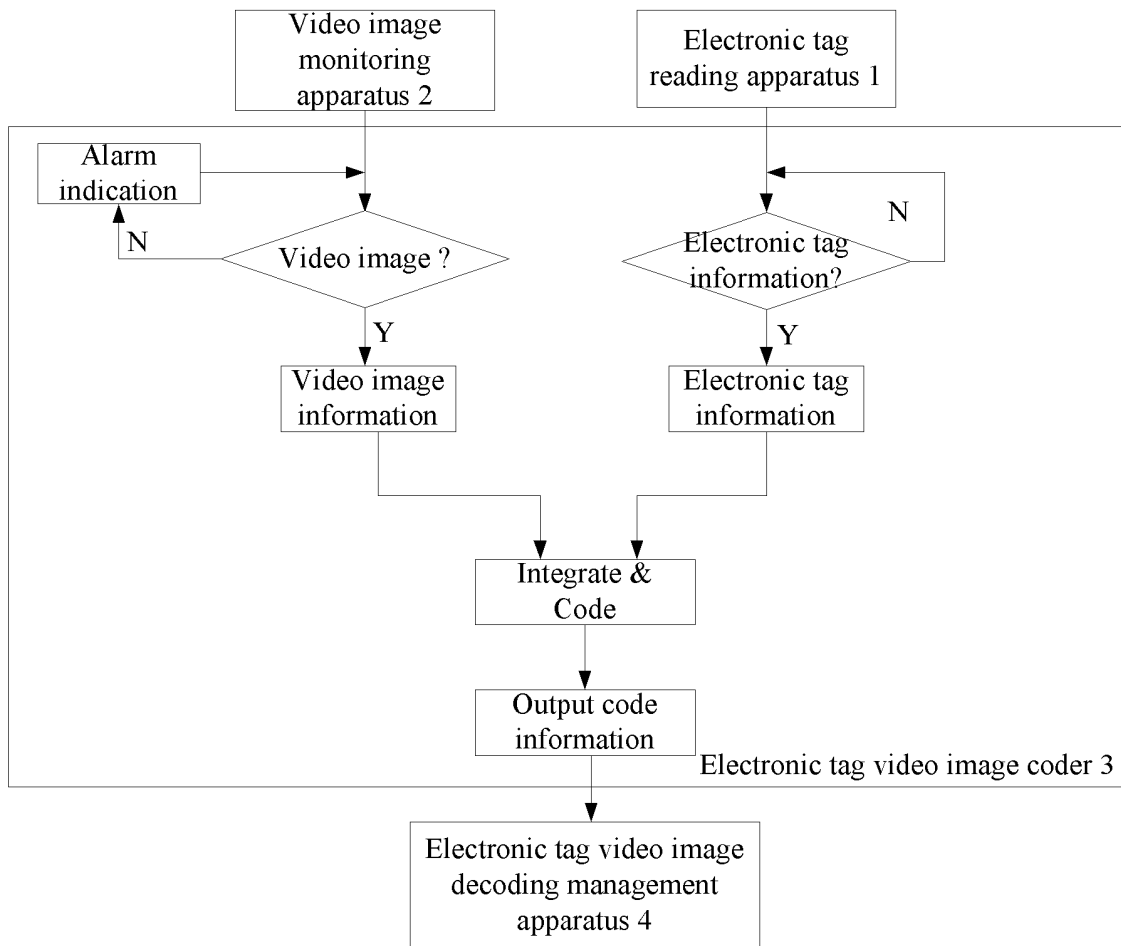 Video image
monitoring
apparatus 2
Electronic tag
reading apparatus 1
Alarm
indication
N
Video image ?
Y
N
Electronic tag
information?
Y
Video image
information
Electronic tag
information
Integrate &
Code
Output code
information
Electronic tag video image coder 3
Electronic tag video image
decoding management
apparatus 4